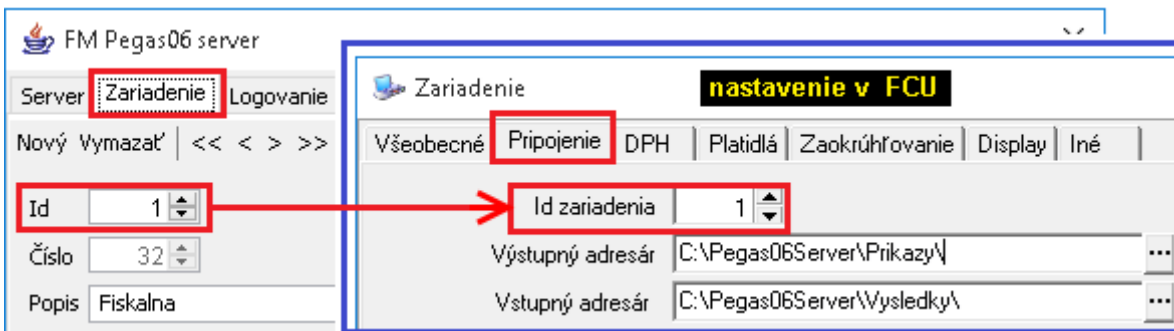 FM Pegas06 server
Server Zariadenie Logovanie
Nový Vymazať << < > >>
Id 1
Číslo 32
Popis Fiskalna
Zariadenie nastavenie v FCU
Všeobecné Pripojenie DPH Platidlá Zaokrúhľovanie Display Iné
Id zariadenia 1
Výstupný adresár C:\Pegas06Server\Prikazy\
Vstupný adresár C:\Pegas06Server\Vysledky\